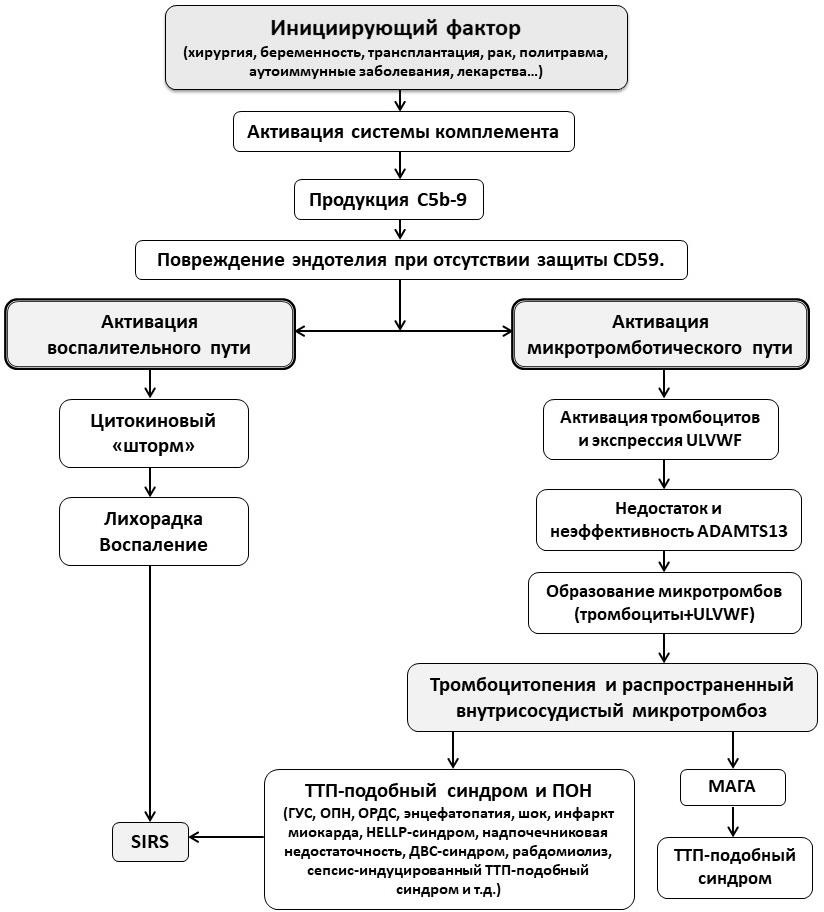 Инициирующий фактор
(хирургия, беременность, трансплантация, рак, политравма,
аутоиммунные заболевания, лекарства...)
Активация системы комплемента
Продукция C5b-9
Повреждение эндотелия при отсутствии защиты CD59.
Активация
воспалительного пути
Активация
микротромботического пути
Цитокиновый
«шторм»
Активация тромбоцитов
и экспрессия ULVWF
Лихорадка
Воспаление
Недостаток и
неэффективность ADAMTS13
Образование микротромбов
(тромбоциты+ULVWF)
Тромбоцитопения и распространенный
внутрисосудистый микротромбоз
ТТП-подобный синдром и ПОН
(ГУС, ОПН, ОРДС, энцефатопатия, шок, инфаркт
миокарда, HELLP-синдром, надпочечниковая
недостаточность, ДВС-синдром, рабдомиолиз,
сепсис-индуцированный ТТП-подобный
синдром и т.д.)
МАГА
SIRS
ТТП-подобный
синдром